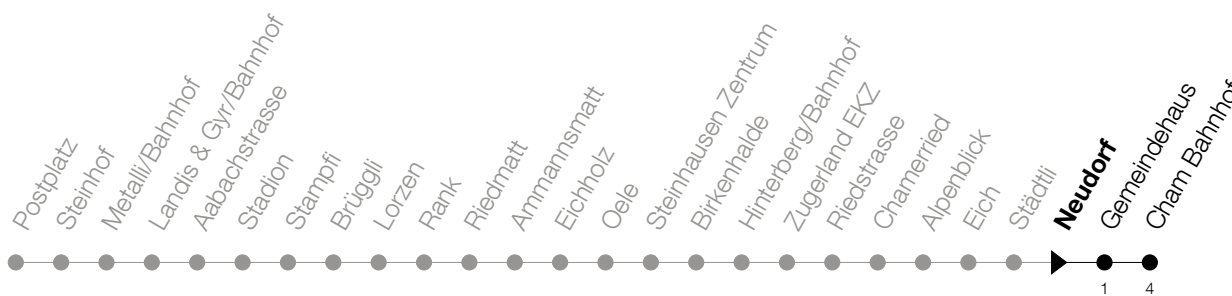 Postplatz
Steinhof
Metalli/Bahnhof
Landis & Gyr/Bahnhof
Aabachstrasse
Stadion
Stampfi
Brüggli
Lorzen
Rank
Riedmatt
Ammannsmatt
Eichholz
Oele
Steinhausen Zentrum
Birkenhalde
Hinterberg/Bahnhof
Zugerland EKZ
Riedstrasse
Chamerried
Alpenblick
Eich
Städtli
Neudorf
Gemeindehaus
Cham Bahnhof
1
4